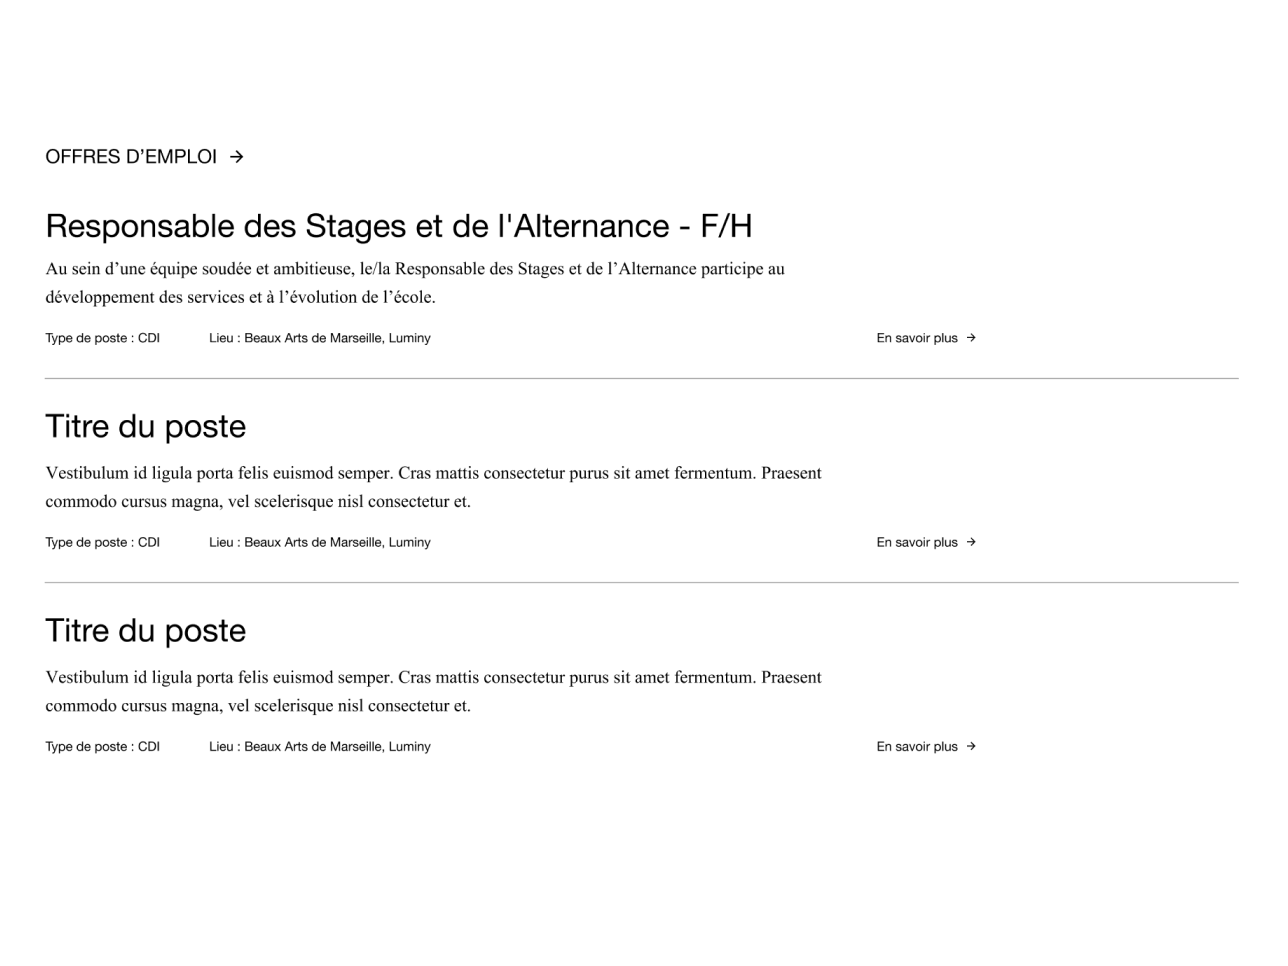 OFFRES D’EMPLOI →
Responsable des Stages et de l'Alternance - F/H
Au sein d’une équipe soudée et ambitieuse, le/la Responsable des Stages et de l’Alternance participe au
développement des services et à l’évolution de l’école.
Type de poste : CDI Lieu : Beaux Arts de Marseille, Luminy En savoir plus →
Titre du poste
Vestibulum id ligula porta felis euismod semper. Cras mattis consectetur purus sit amet fermentum. Praesent
commodo cursus magna, vel scelerisque nisl consectetur et.
Type de poste : CDI Lieu : Beaux Arts de Marseille, Luminy En savoir plus →
Titre du poste
Vestibulum id ligula porta felis euismod semper. Cras mattis consectetur purus sit amet fermentum. Praesent
commodo cursus magna, vel scelerisque nisl consectetur et.
Type de poste : CDI Lieu : Beaux Arts de Marseille, Luminy En savoir plus →